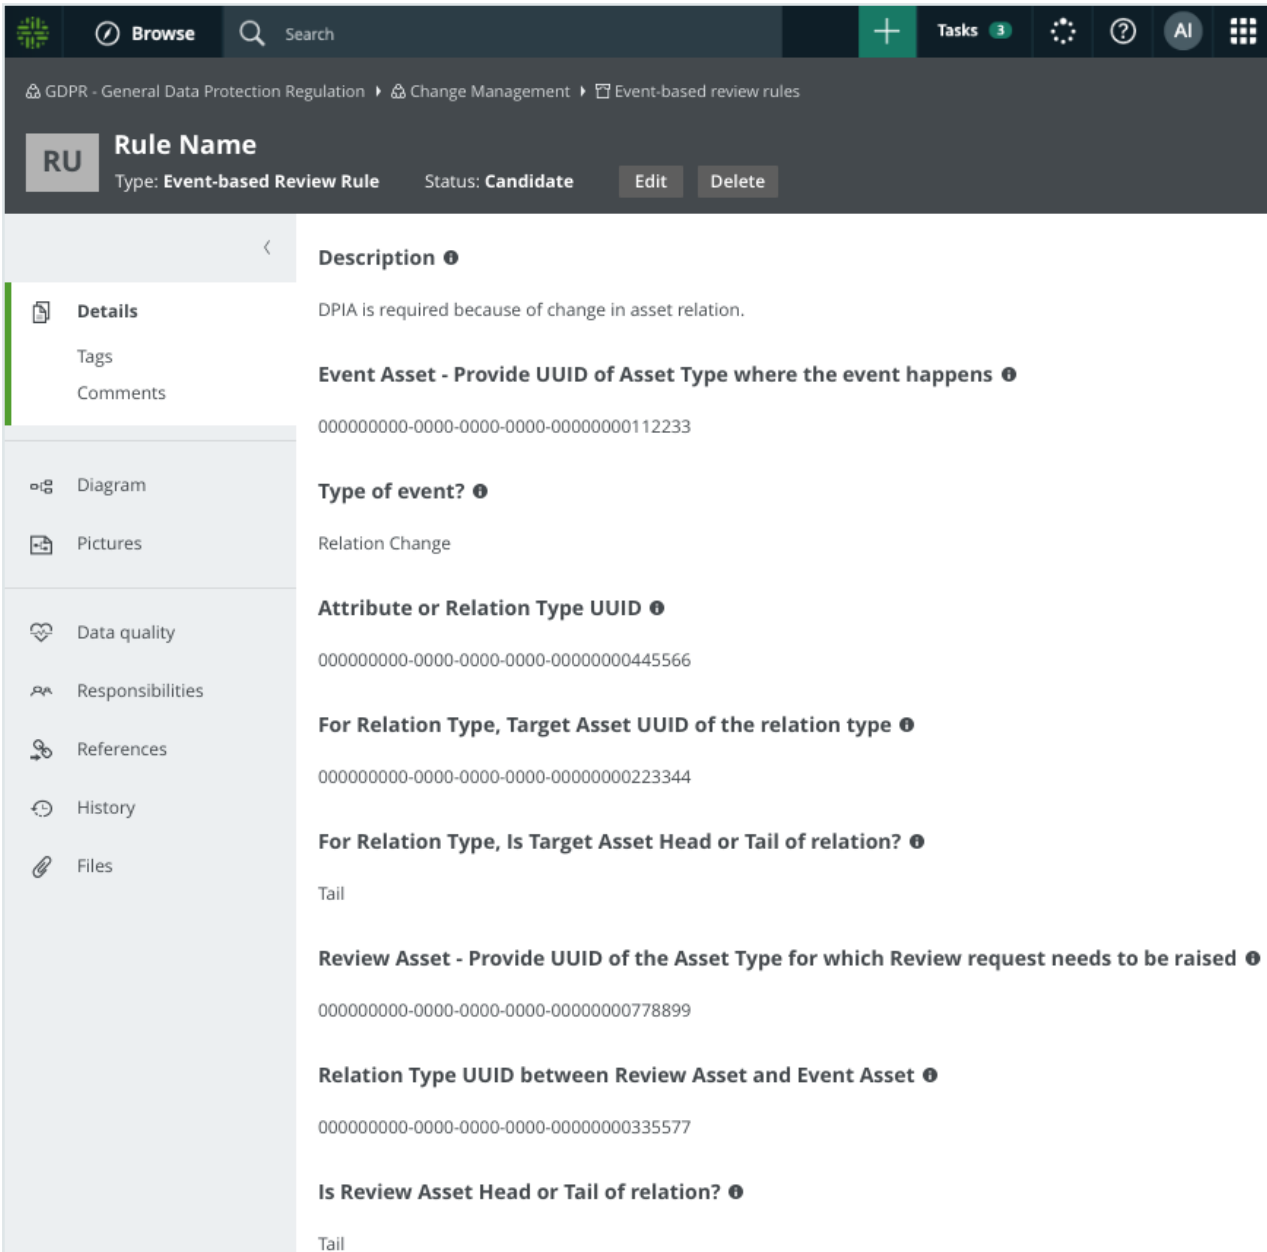 Browse Search Tasks 3 AI
GDPR - General Data Protection Regulation Change Management Event-based review rules
RU
Rule Name
Type: Event-based Review Rule Status: Candidate Edit Delete
Details
Tags
Comments
Diagram
Pictures
Data quality
Responsibilities
References
History
Files
Description
DPIA is required because of change in asset relation.
Event Asset - Provide UUID of Asset Type where the event happens
000000000-0000-0000-0000-00000000112233
Type of event?
Relation Change
Attribute or Relation Type UUID
000000000-0000-0000-0000-00000000445566
For Relation Type, Target Asset UUID of the relation type
000000000-0000-0000-0000-00000000223344
For Relation Type, Is Target Asset Head or Tail of relation?
Tail
Review Asset - Provide UUID of the Asset Type for which Review request needs to be raised
000000000-0000-0000-0000-00000000778899
Relation Type UUID between Review Asset and Event Asset
000000000-0000-0000-0000-00000000335577
Is Review Asset Head or Tail of relation?
Tail